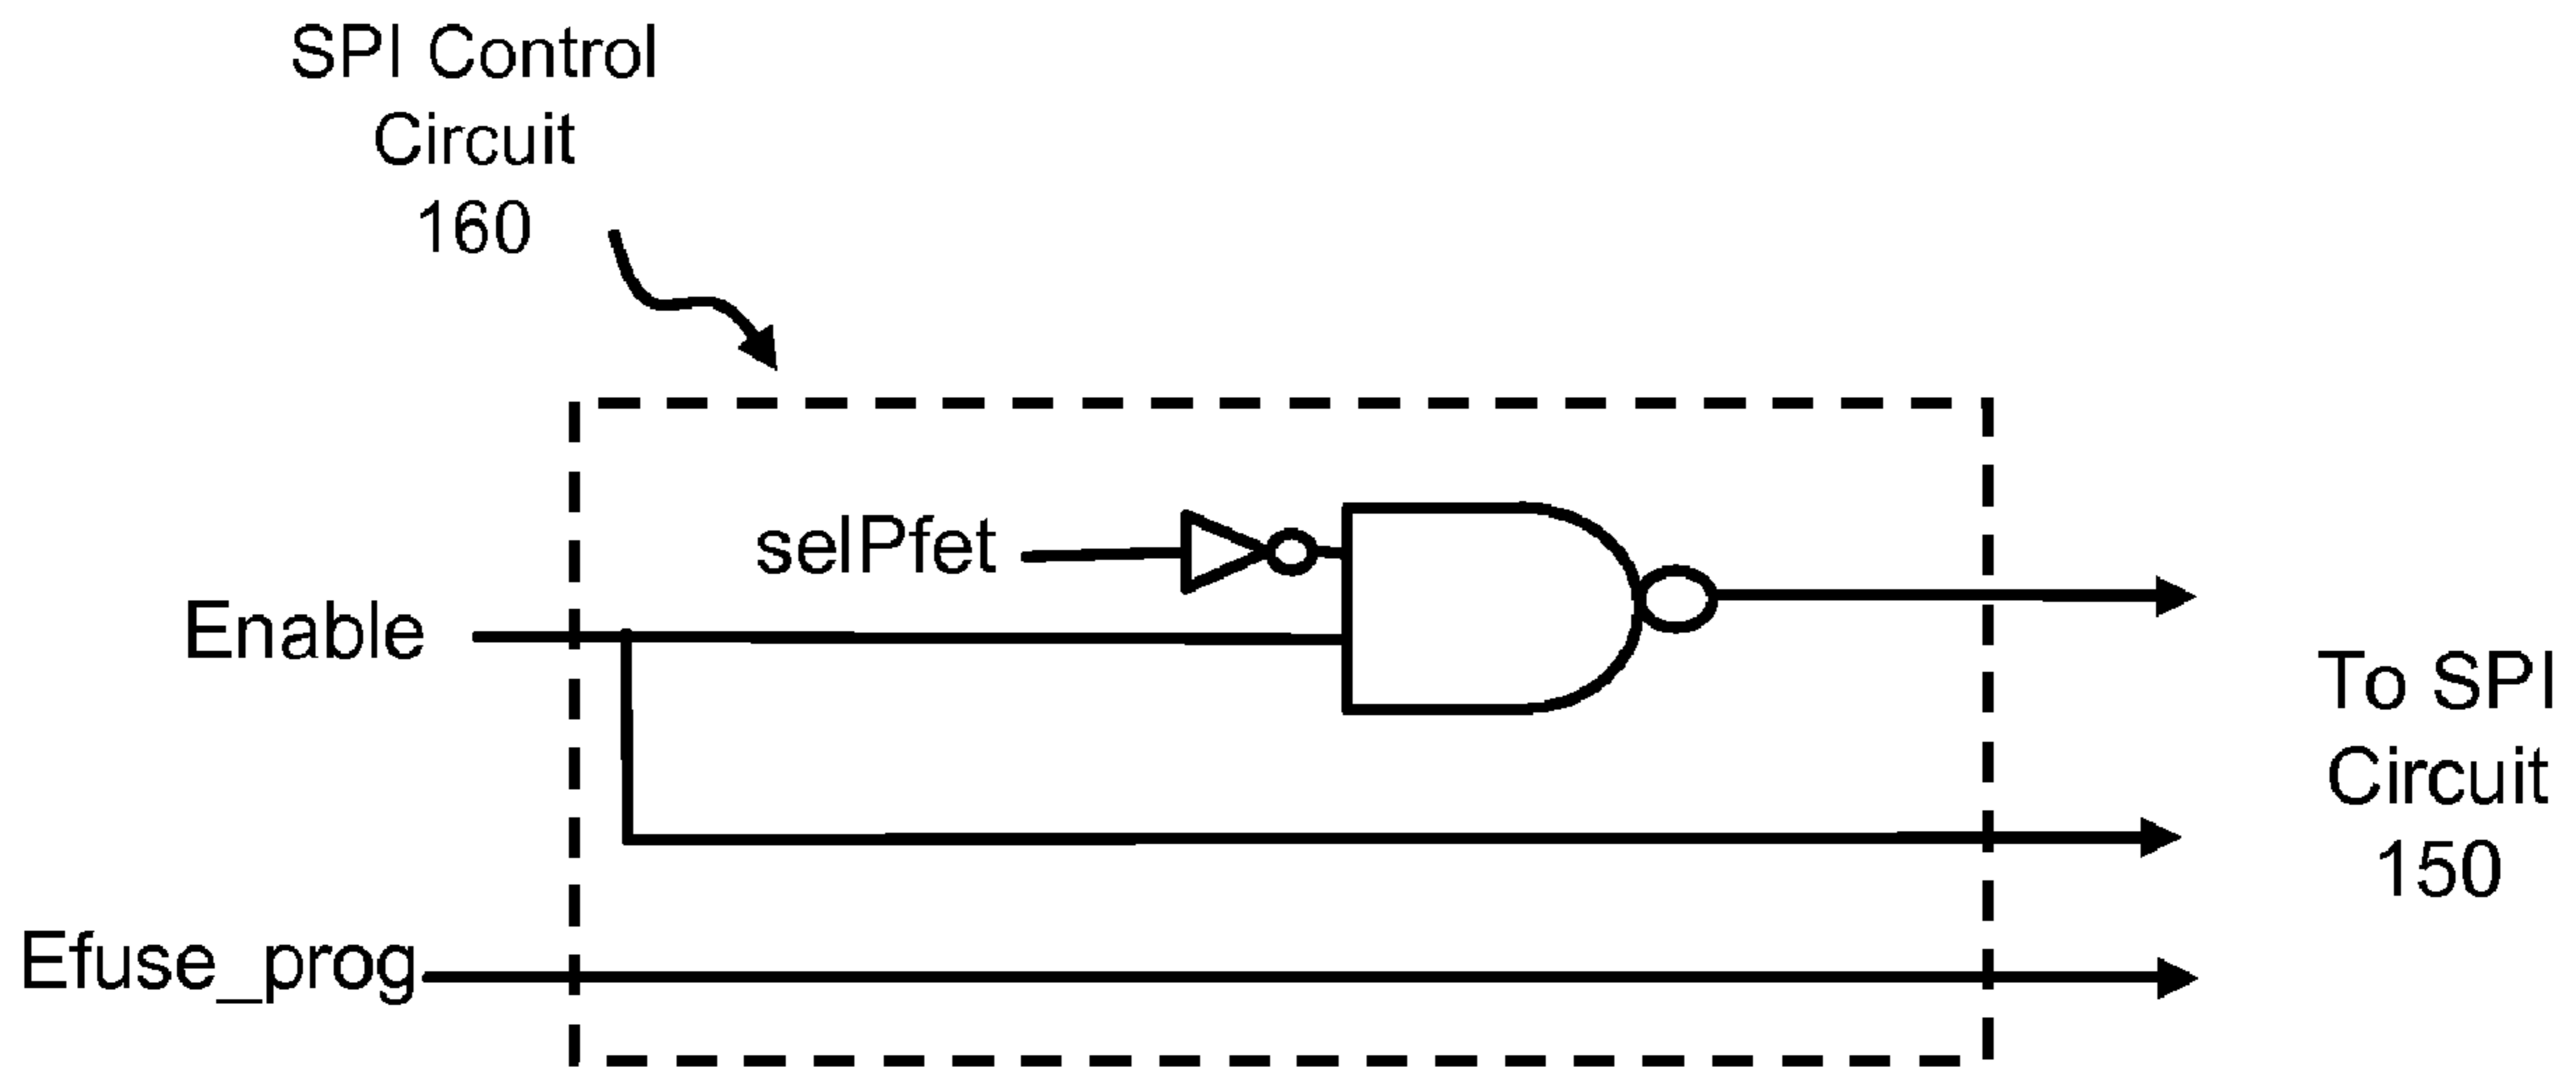 SPI Control
Circuit
160
selPfet
Enable
To SPI
Circuit
150
Efuse_prog